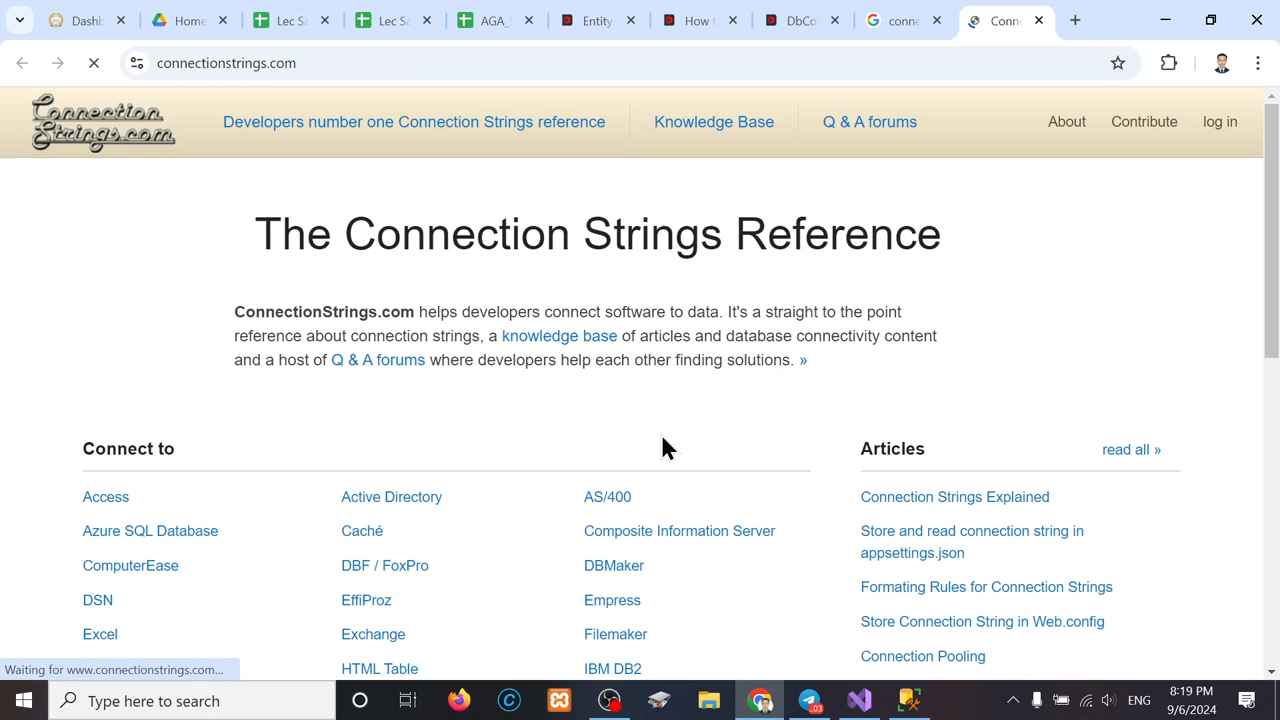 Dashb
Home
Lec Sa
Lec Sa
AGA_S
Entity
How t
DbCo
conne
Conne
connectionstrings.com
Connection
Strings.com
Developers number one Connection Strings reference
Knowledge Base
Q & A forums
About
Contribute
log in
The Connection Strings Reference
ConnectionStrings.com helps developers connect software to data. It's a straight to the point
reference about connection strings, a knowledge base of articles and database connectivity content
and a host of Q & A forums where developers help each other finding solutions. »
Connect to
Access
Active Directory
AS/400
Azure SQL Database
Caché
Composite Information Server
ComputerEase
DBF / FoxPro
DBMaker
DSN
EffiProz
Empress
Excel
Exchange
Filemaker
HTML Table
IBM DB2
Articles
read all »
Connection Strings Explained
Store and read connection string in
appsettings.json
Formating Rules for Connection Strings
Store Connection String in Web.config
Connection Pooling
Waiting for www.connectionstrings.com...
Type here to search
.03
ENG
8:19 PM
9/6/2024